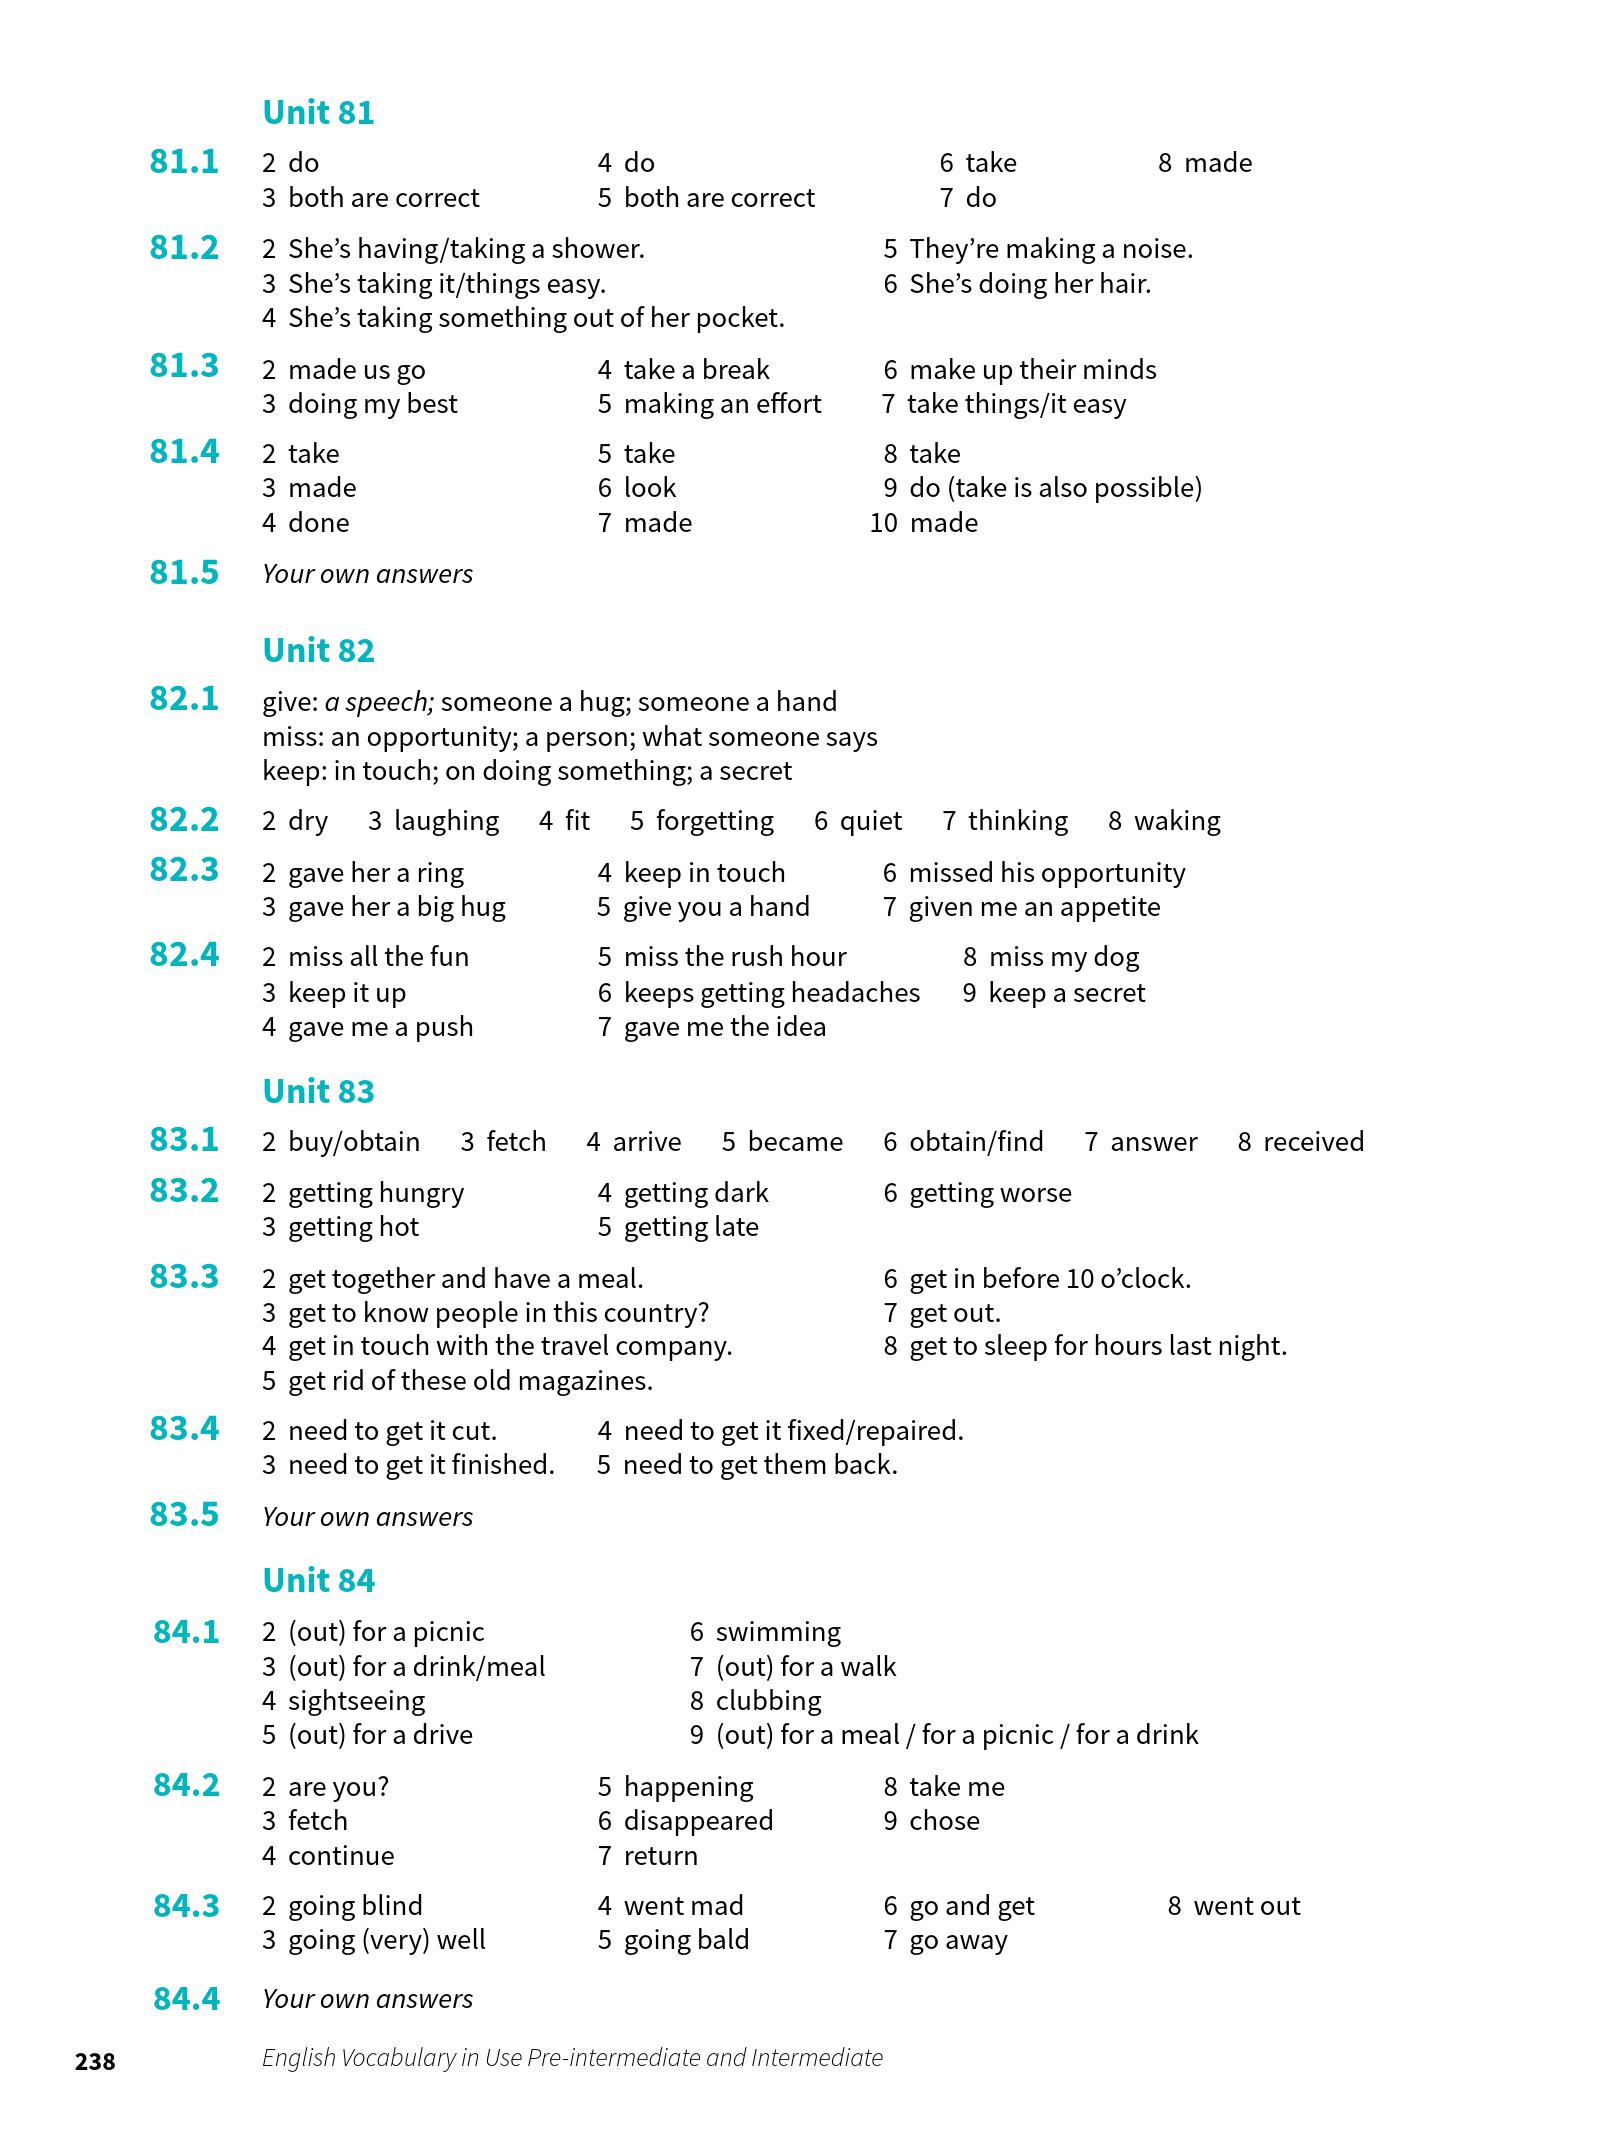 Unit 81
81.1 2 do 4 do 6 take 8 made
3 both are correct 5 both are correct 7 do
81.2 2 She’s having/taking a shower. 5 They’re making a noise.
3 She’s taking it/things easy. 6 She’s doing her hair.
4 She’s taking something out of her pocket.
81.3 2 made us go 4 take a break 6 make up their minds
3 doing my best 5 making an effort 7 take things/it easy
81.4 2 take 5 take 8 take
3 made 6 look 9 do (take is also possible)
4 done 7 made 10 made
81.5 Your own answers
Unit 82
82.1 give: a speech; someone a hug; someone a hand
miss: an opportunity; a person; what someone says
keep: in touch; on doing something; a secret
82.2 2 dry 3 laughing 4 fit 5 forgetting 6 quiet 7 thinking 8 waking
82.3 2 gave her a ring 4 keep in touch 6 missed his opportunity
3 gave her a big hug 5 give you a hand 7 given me an appetite
82.4 2 miss all the fun 5 miss the rush hour 8 miss my dog
3 keep it up 6 keeps getting headaches 9 keep a secret
4 gave me a push 7 gave me the idea
Unit 83
83.1 2 buy/obtain 3 fetch 4 arrive 5 became 6 obtain/find 7 answer 8 received
83.2 2 getting hungry 4 getting dark 6 getting worse
3 getting hot 5 getting late
83.3 2 get together and have a meal. 6 get in before 10 o’clock.
3 get to know people in this country? 7 get out.
4 get in touch with the travel company. 8 get to sleep for hours last night.
5 get rid of these old magazines.
83.4 2 need to get it cut. 4 need to get it fixed/repaired.
3 need to get it finished. 5 need to get them back.
83.5 Your own answers
Unit 84
84.1 2 (out) for a picnic 6 swimming
3 (out) for a drink/meal 7 (out) for a walk
4 sightseeing 8 clubbing
5 (out) for a drive 9 (out) for a meal / for a picnic / for a drink
84.2 2 are you? 5 happening 8 take me
3 fetch 6 disappeared 9 chose
4 continue 7 return
84.3 2 going blind 4 went mad 6 go and get 8 went out
3 going (very) well 5 going bald 7 go away
84.4 Your own answers
238 English Vocabulary in Use Pre-intermediate and Intermediate